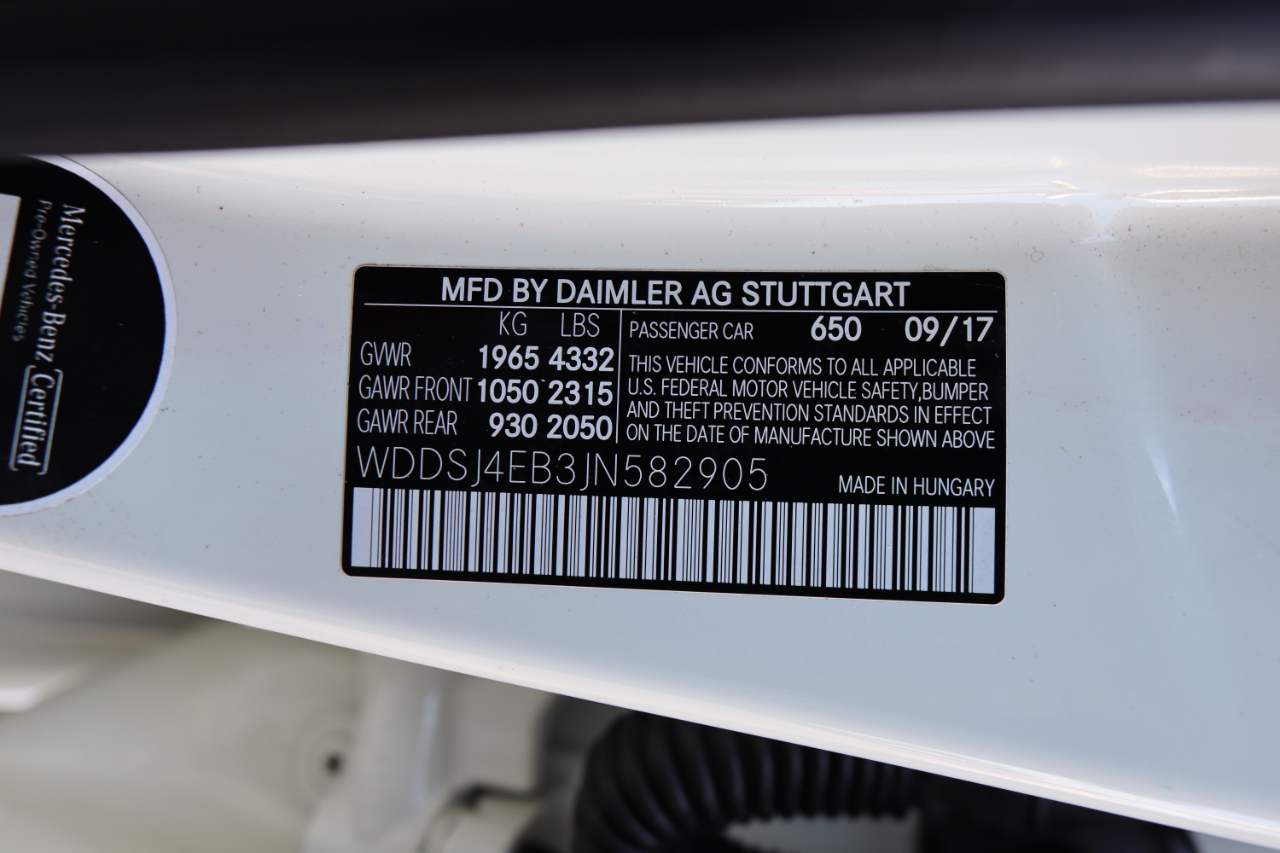 Mercedes-Benz Certified
Pre-Owned Vehicles
MFD BY DAIMLER AG STUTTGART
KG LBS
GVWR 1965 4332
GAWR FRONT 1050 2315
GAWR REAR 930 2050
PASSENGER CAR 650 09/17
THIS VEHICLE CONFORMS TO ALL APPLICABLE
U.S. FEDERAL MOTOR VEHICLE SAFETY,BUMPER
AND THEFT PREVENTION STANDARDS IN EFFECT
ON THE DATE OF MANUFACTURE SHOWN ABOVE
WDDSJ4EB3JN582905
MADE IN HUNGARY